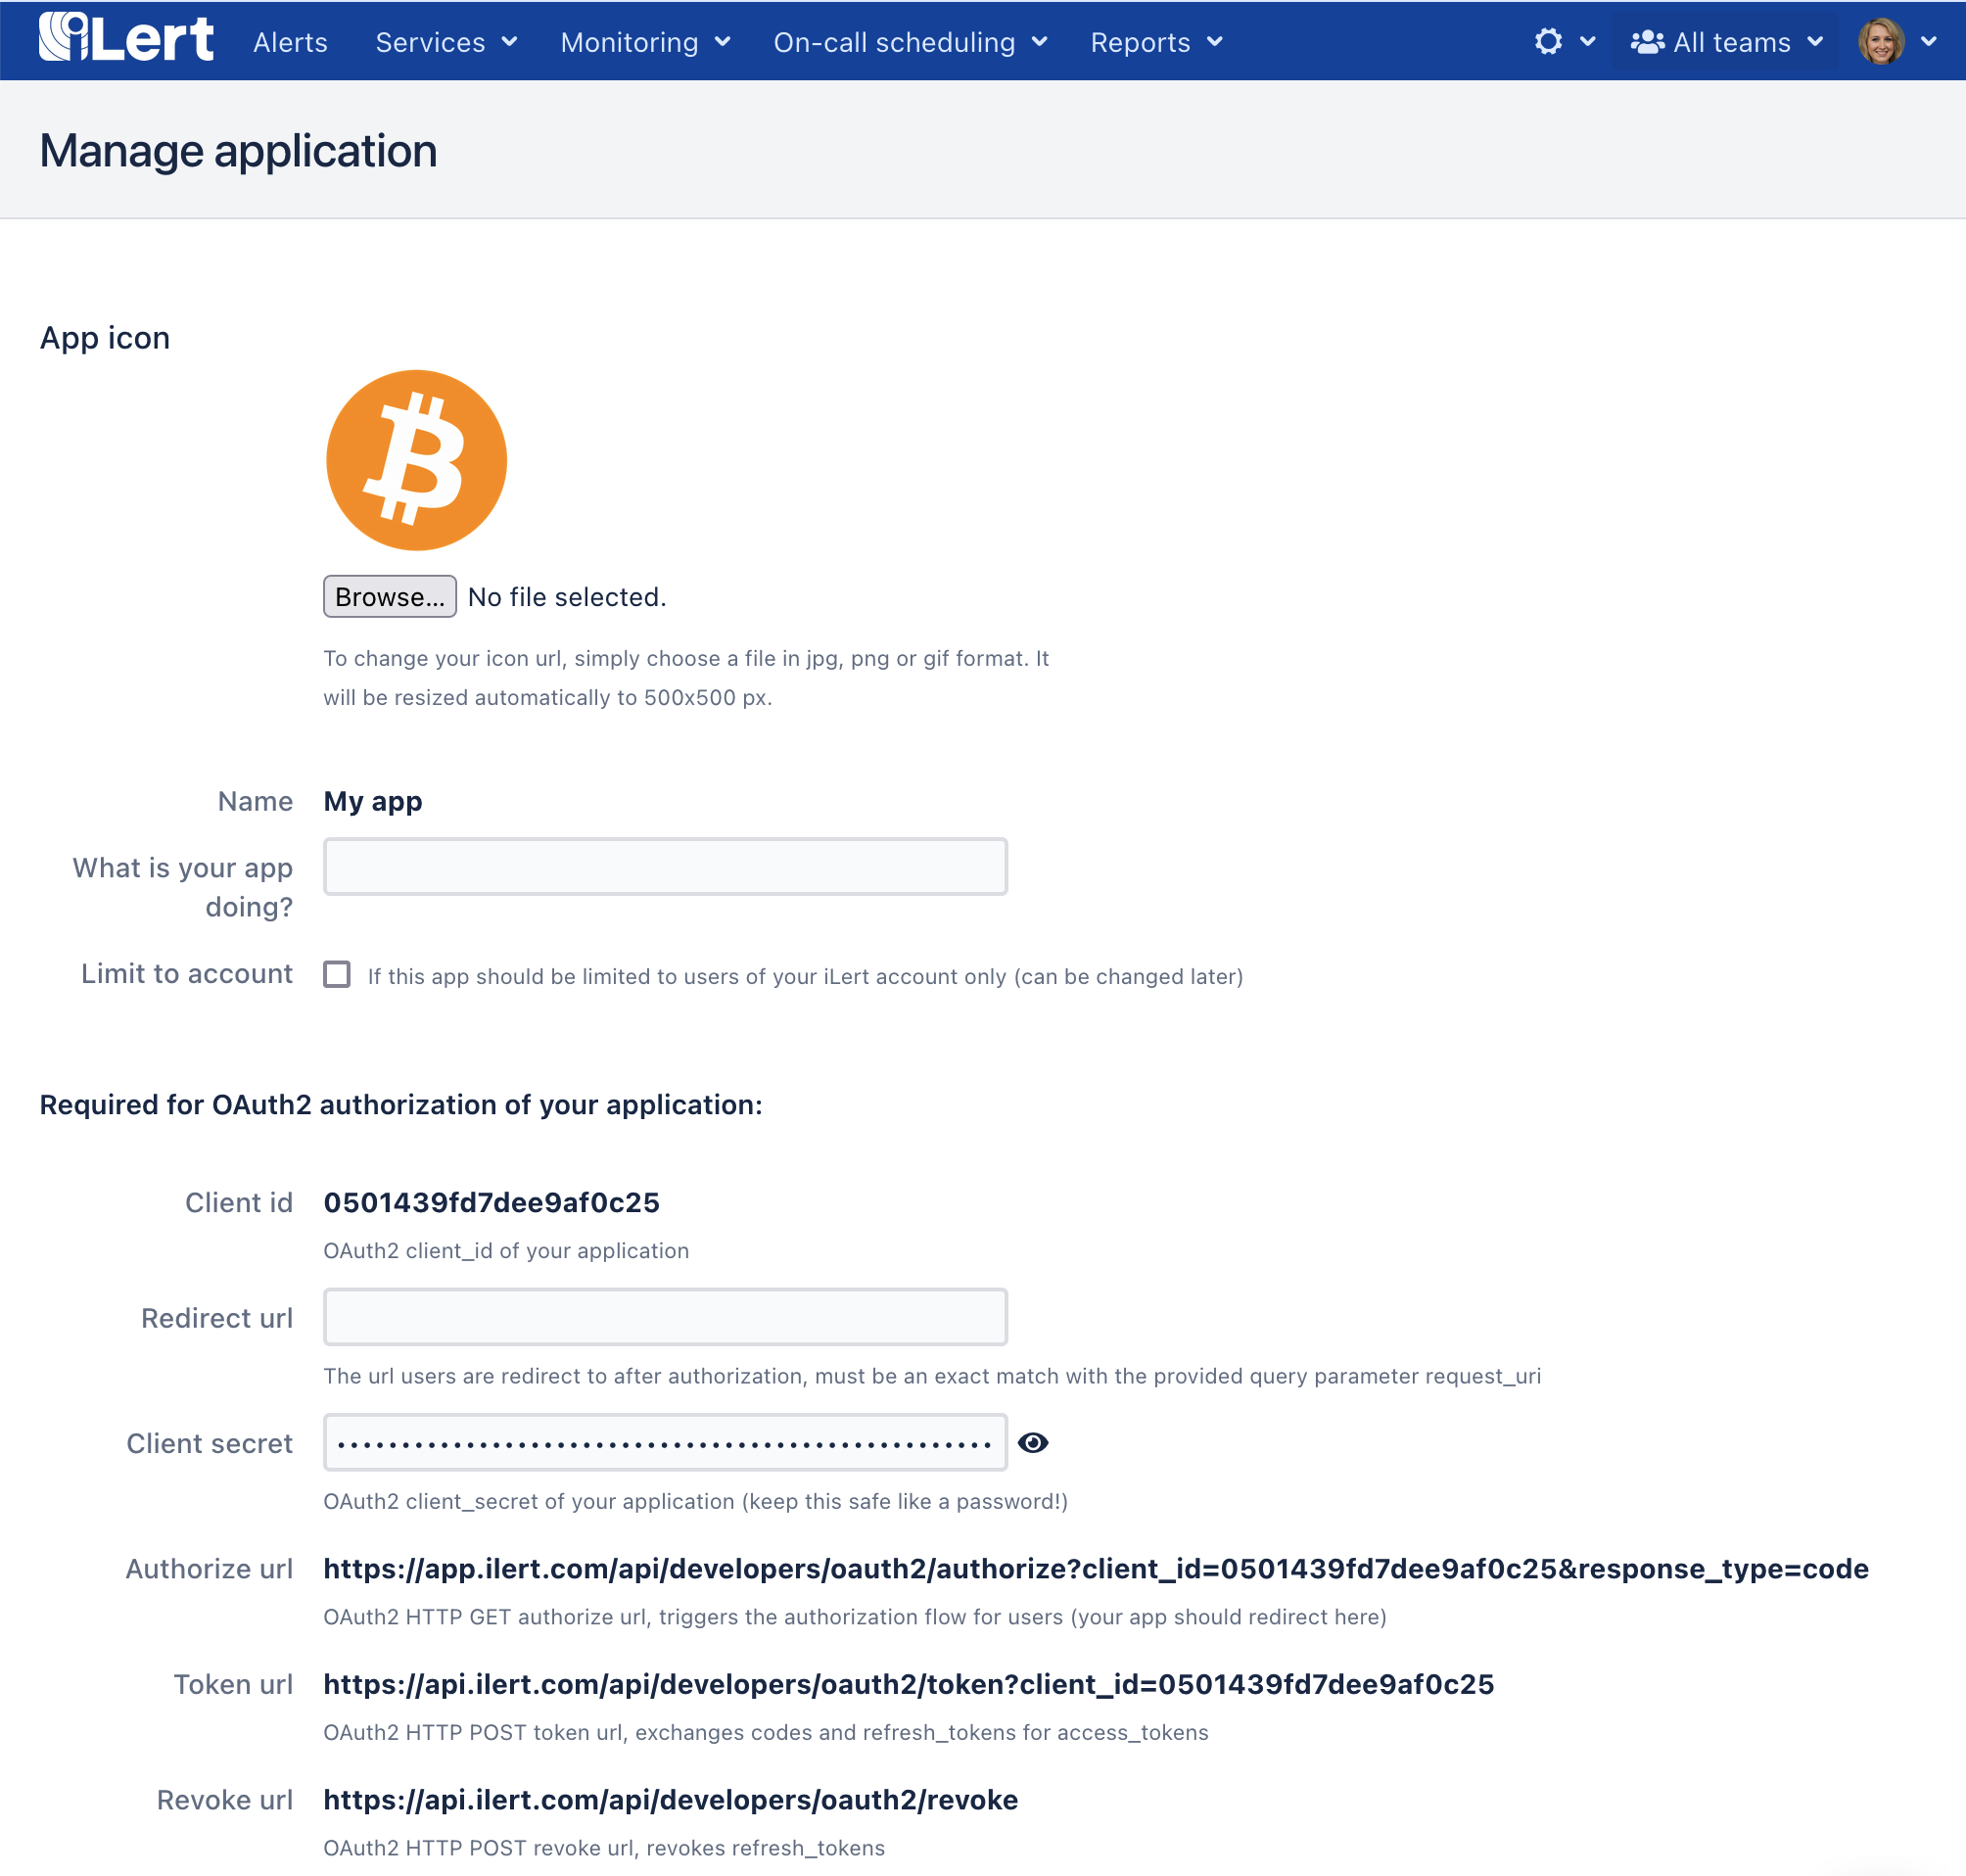 iLert Alerts Services Monitoring On-call scheduling Reports All teams
Manage application
App icon
Browse... No file selected.
To change your icon url, simply choose a file in jpg, png or gif format. It
will be resized automatically to 500x500 px.
Name My app
What is your app
doing?
Limit to account If this app should be limited to users of your iLert account only (can be changed later)
Required for OAuth2 authorization of your application:
Client id 0501439fd7dee9af0c25
OAuth2 client_id of your application
Redirect url
The url users are redirect to after authorization, must be an exact match with the provided query parameter request_uri
Client secret
OAuth2 client_secret of your application (keep this safe like a password!)
Authorize url https://app.ilert.com/api/developers/oauth2/authorize?client_id=0501439fd7dee9af0c25&response_type=code
OAuth2 HTTP GET authorize url, triggers the authorization flow for users (your app should redirect here)
Token url https://api.ilert.com/api/developers/oauth2/token?client_id=0501439fd7dee9af0c25
OAuth2 HTTP POST token url, exchanges codes and refresh_tokens for access_tokens
Revoke url https://api.ilert.com/api/developers/oauth2/revoke
OAuth2 HTTP POST revoke url, revokes refresh_tokens